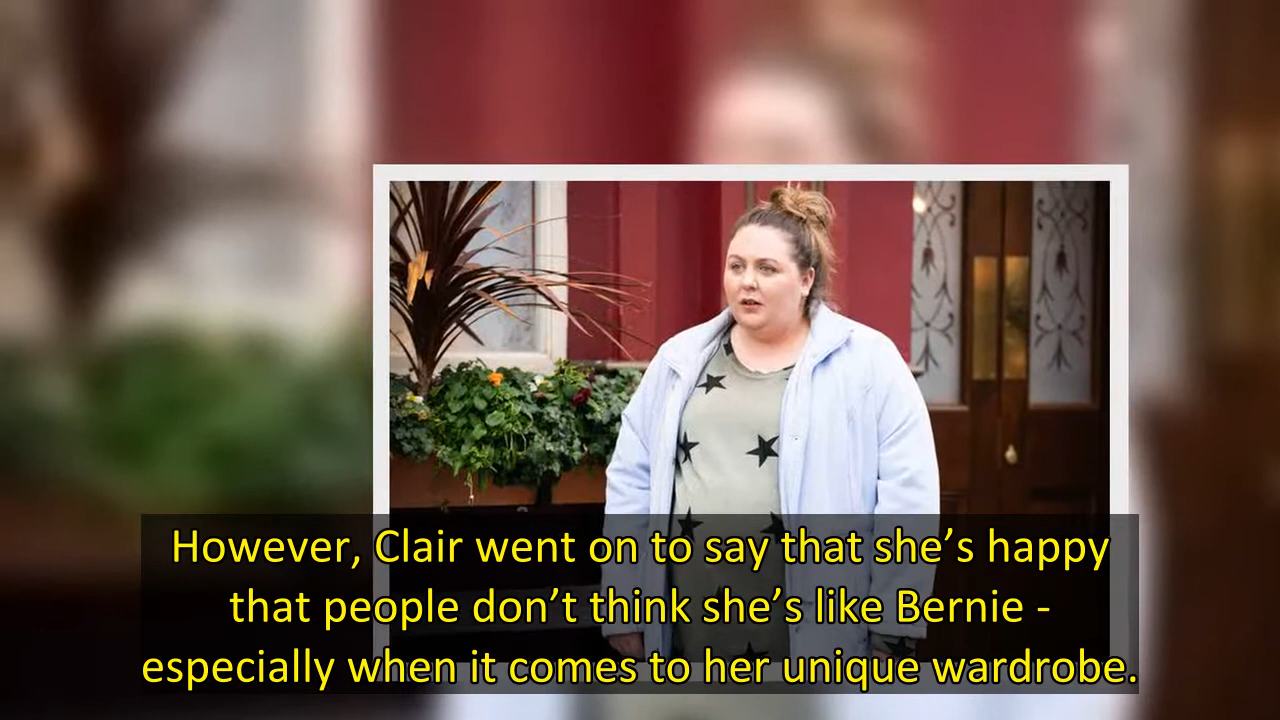 However, Clair went on to say that she’s happy
that people don’t think she’s like Bernie -
especially when it comes to her unique wardrobe.